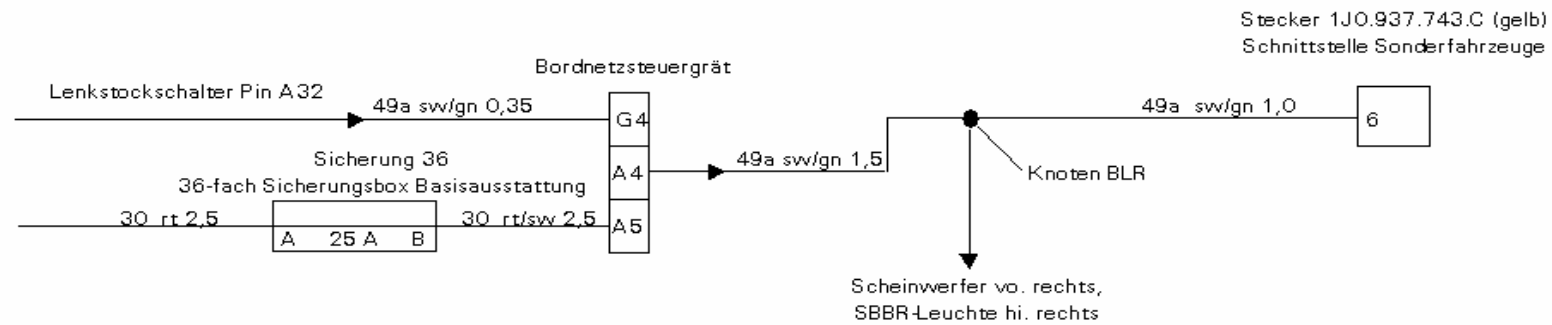 Stecker 1J0.937.743.C (gelb)
Schnittstelle Sonderfahrzeuge
Bordnetzsteuergrät
Lenkstockschalter Pin A32
49a sw/gn 0,35
G4
49a sw/gn 1,0
6
Sicherung 36
36-fach Sicherungsbox Basisausstattung
A4
49a sw/gn 1,5
Knoten BLR
30 rt 2,5
A 25 A B
30 rt/sw 2,5
A5
Scheinwerfer vo. rechts,
SBBR-Leuchte hi. rechts